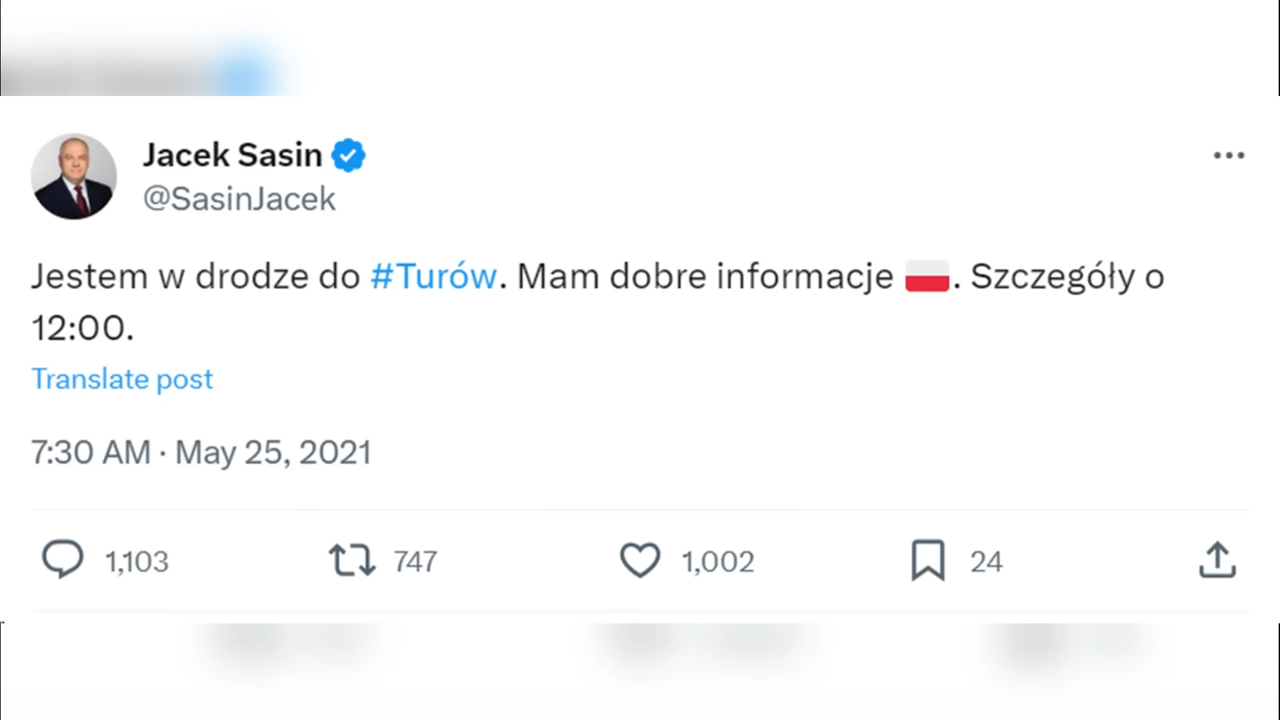 Jacek Sasin
@SasinJacek
Jestem w drodze do #Turów. Mam dobre informacje 🇵🇱. Szczegóły o
12:00.
Translate post
7:30 AM · May 25, 2021
1,103 747 1,002 24